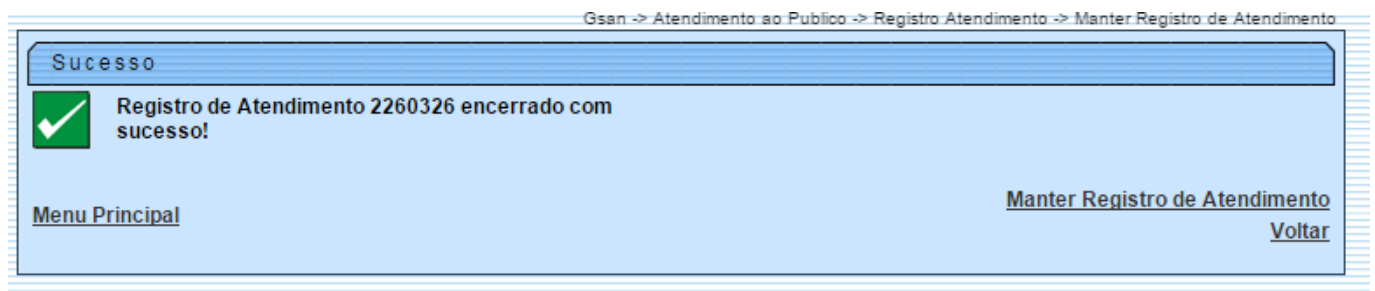 Gsan -> Atendimento ao Publico -> Registro Atendimento -> Manter Registro de Atendimento
Sucesso
Registro de Atendimento 2260326 encerrado com
sucesso!
Manter Registro de Atendimento
Menu Principal
Voltar